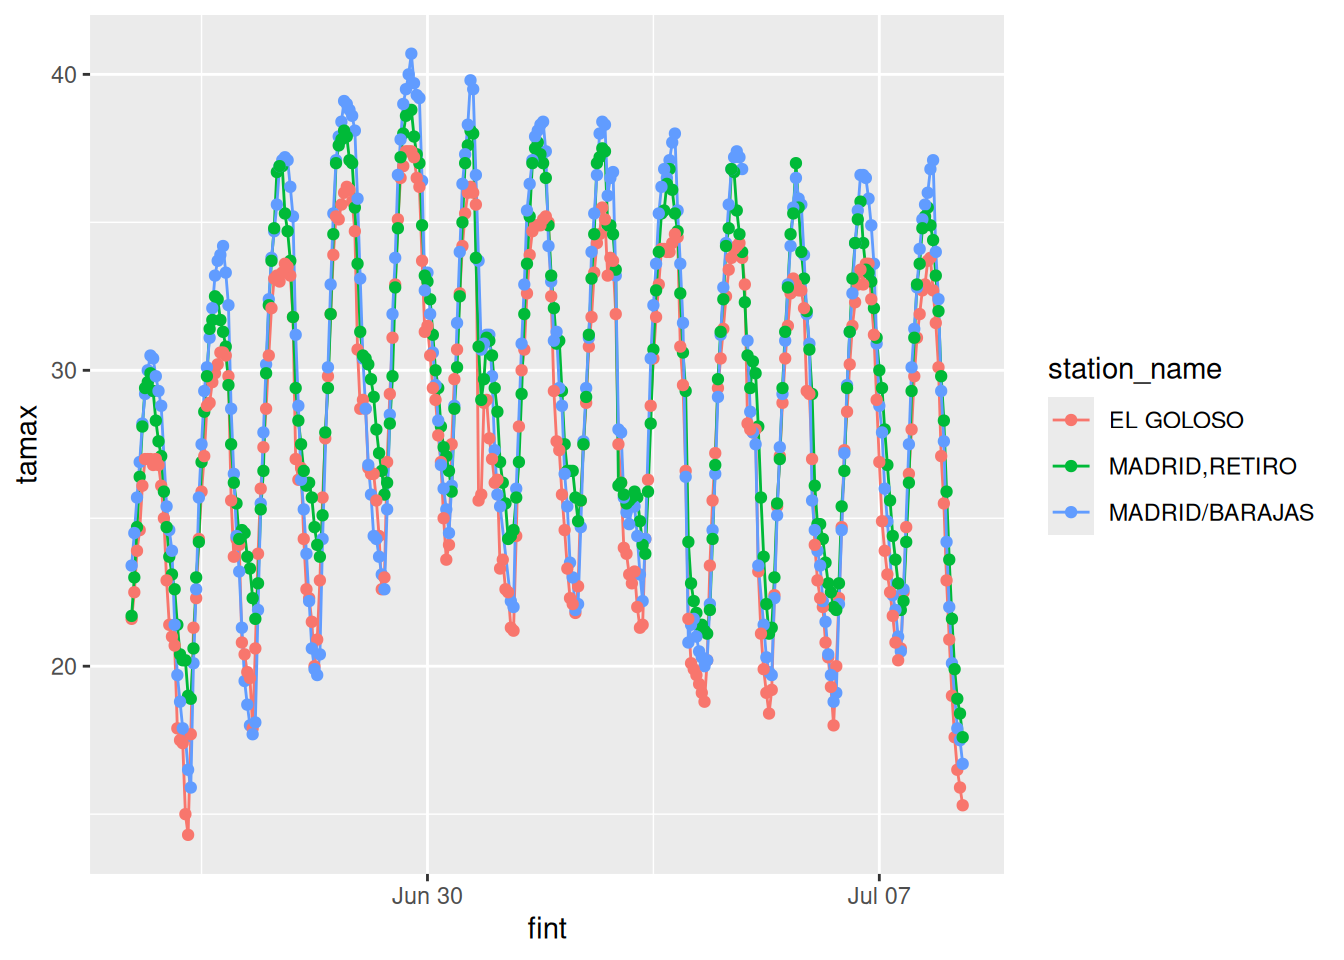 40
30
20
tamax
Jun 30
Jul 07
fint
station_name
EL GOLOSO
MADRID,RETIRO
MADRID/BARAJAS